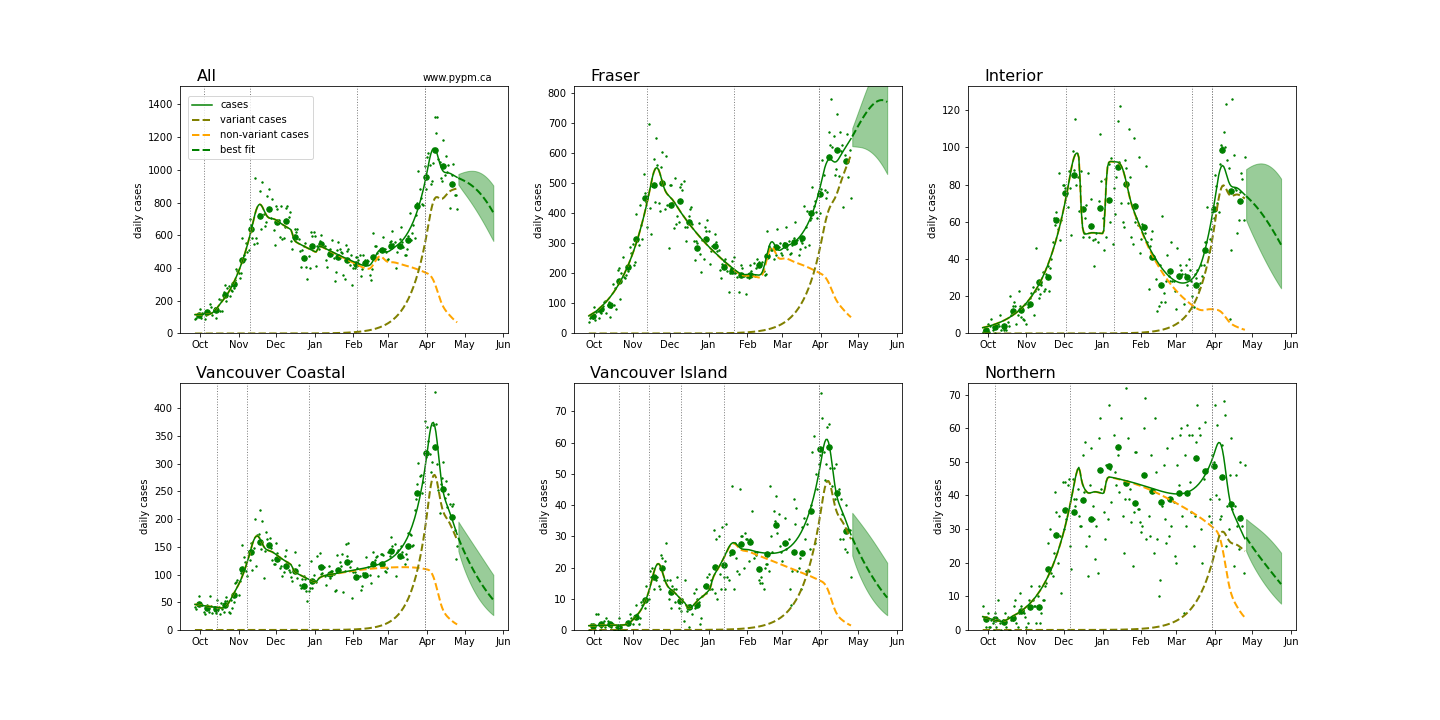 All www.pypm.ca
cases
variant cases
non-variant cases
best fit
daily cases
1400
1200
1000
800
600
400
200
0
Oct Nov Dec Jan Feb Mar Apr May Jun
Fraser
daily cases
800
700
600
500
400
300
200
100
0
Oct Nov Dec Jan Feb Mar Apr May Jun
Interior
daily cases
120
100
80
60
40
20
0
Oct Nov Dec Jan Feb Mar Apr May Jun
Vancouver Coastal
daily cases
400
350
300
250
200
150
100
50
0
Oct Nov Dec Jan Feb Mar Apr May Jun
Vancouver Island
daily cases
70
60
50
40
30
20
10
0
Oct Nov Dec Jan Feb Mar Apr May Jun
Northern
daily cases
70
60
50
40
30
20
10
0
Oct Nov Dec Jan Feb Mar Apr May Jun